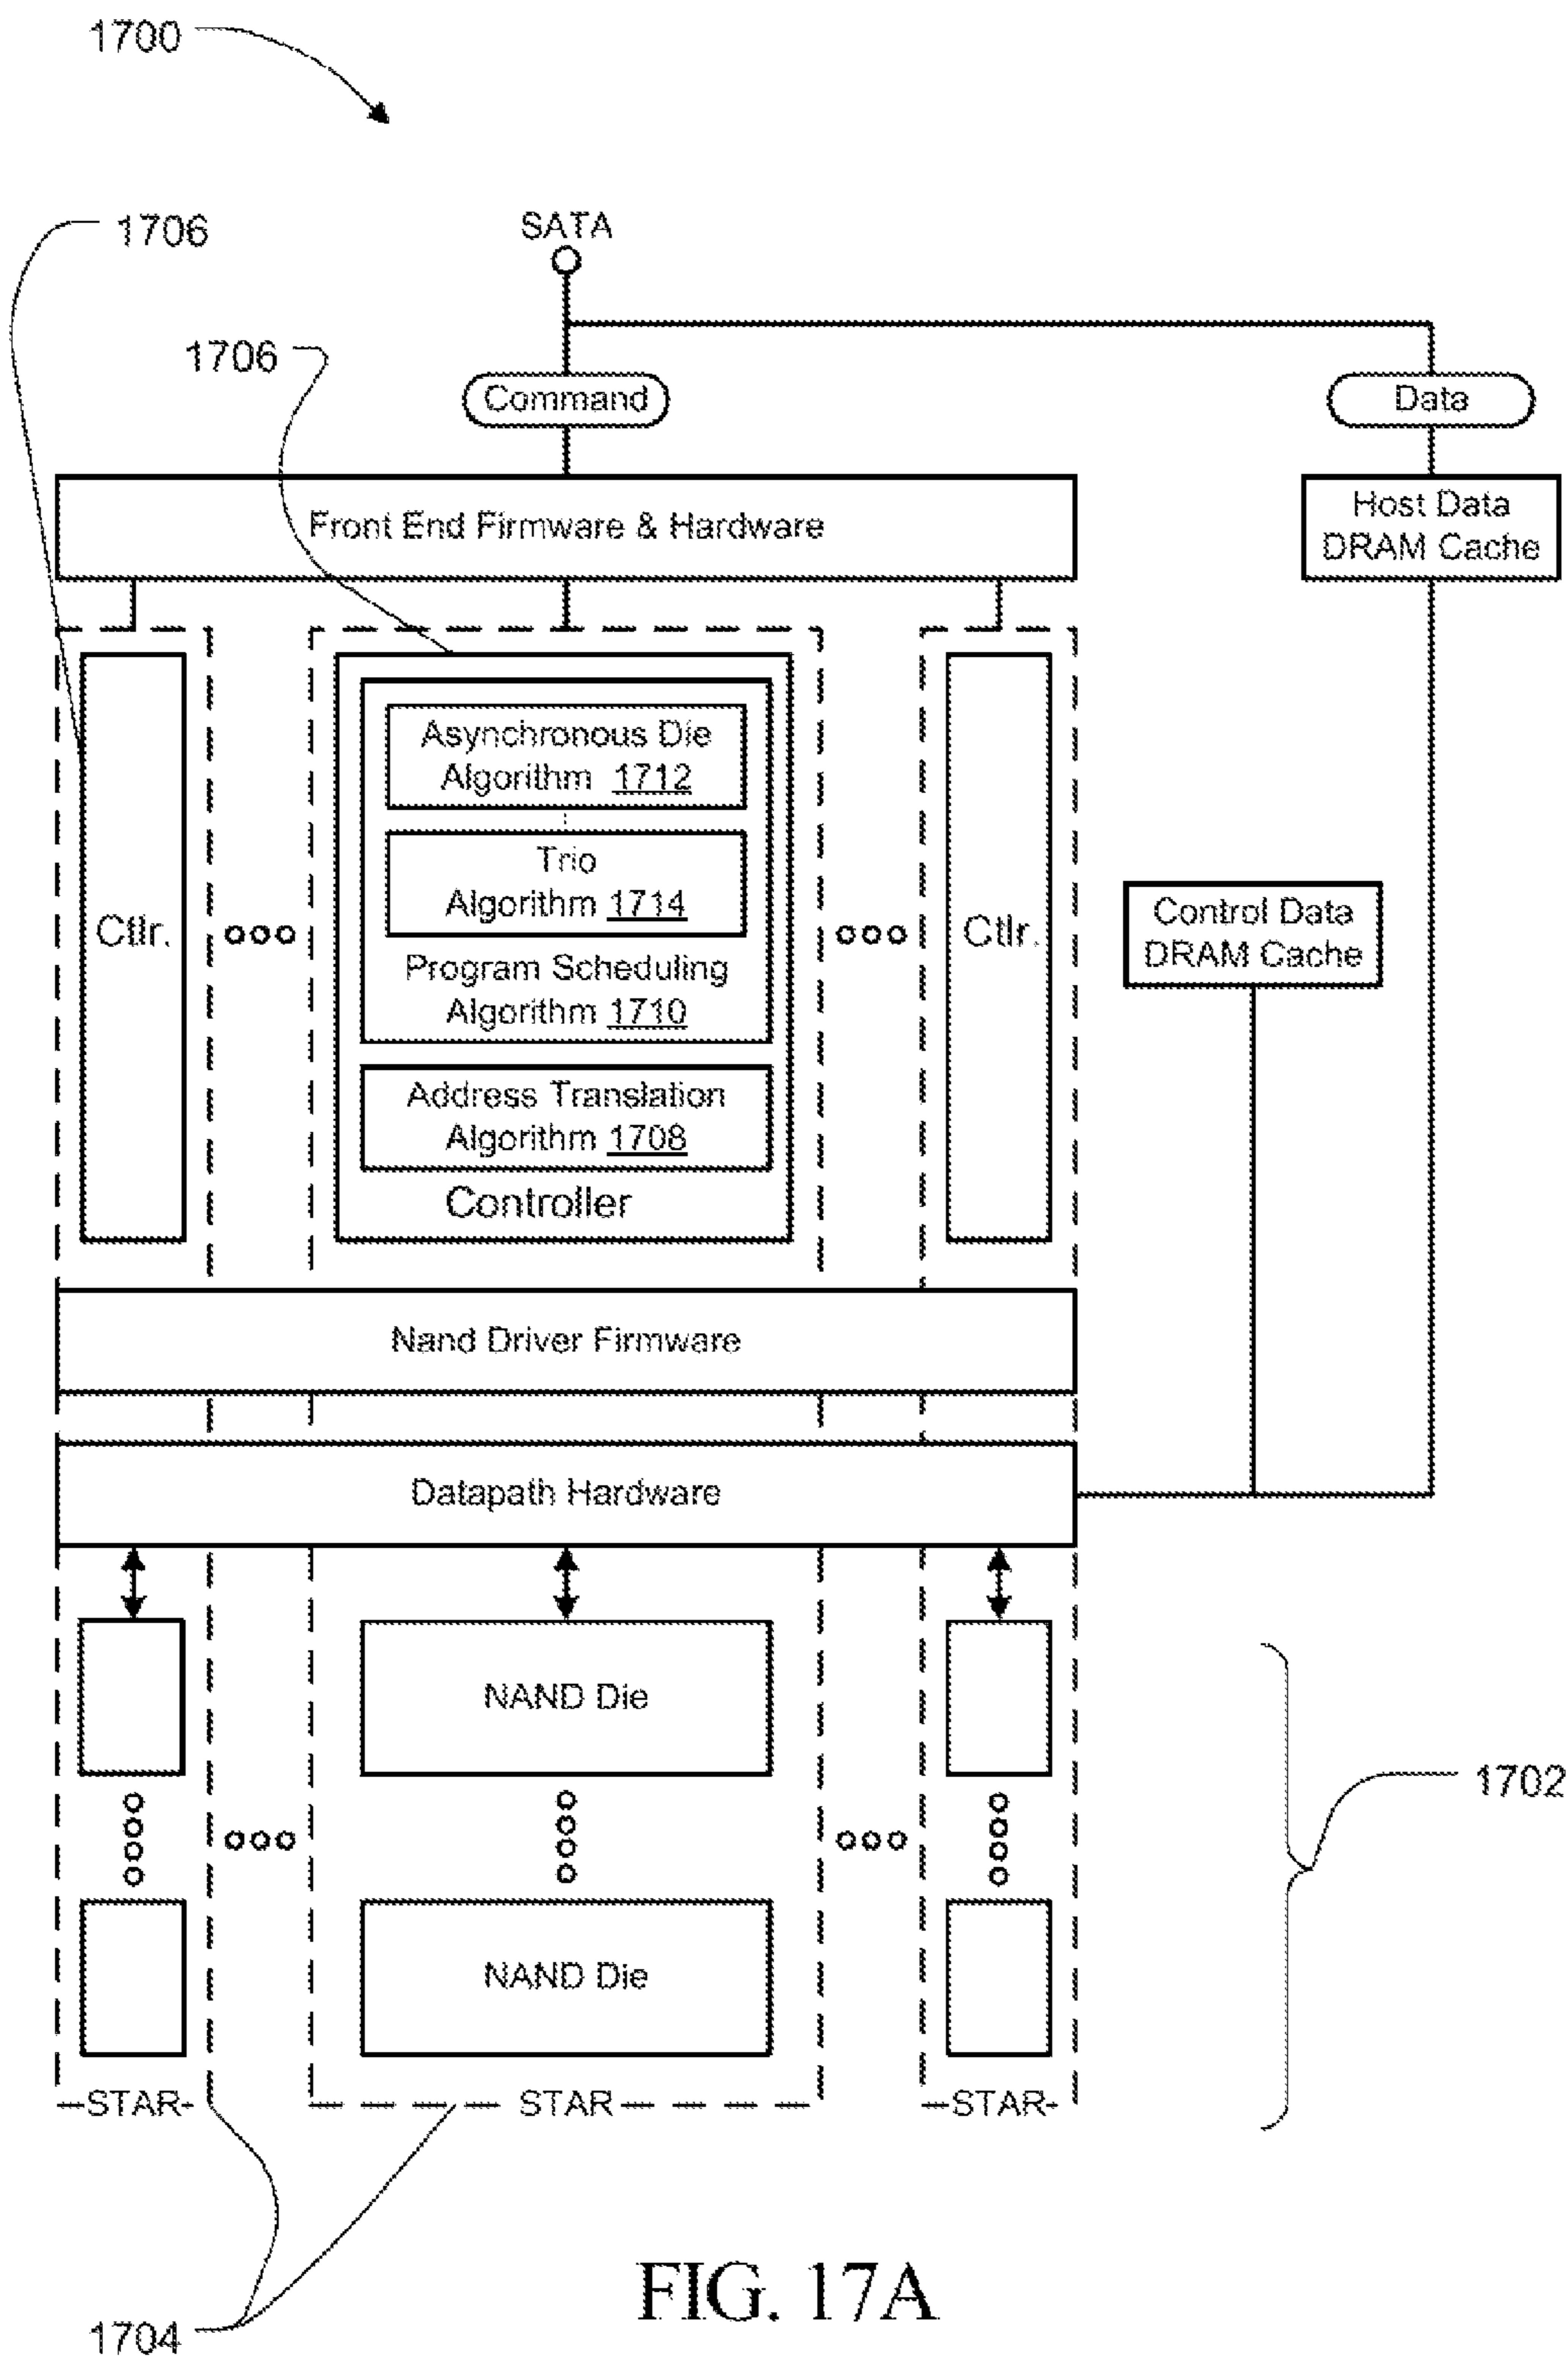 1700
1706
SATA
1706
Command
Data
Front End Firmware & Hardware
Host Data
DRAM Cache
Asynchronous Die
Algorithm 1712
Trio
Algorithm 1714
Ctlr.
Ctlr.
Control Data
DRAM Cache
Program Scheduling
Algorithm 1710
Address Translation
Algorithm 1708
Controller
Nand Driver Firmware
Datapath Hardware
NAND Die
1702
NAND Die
STAR
STAR
STAR
FIG. 17A
1704